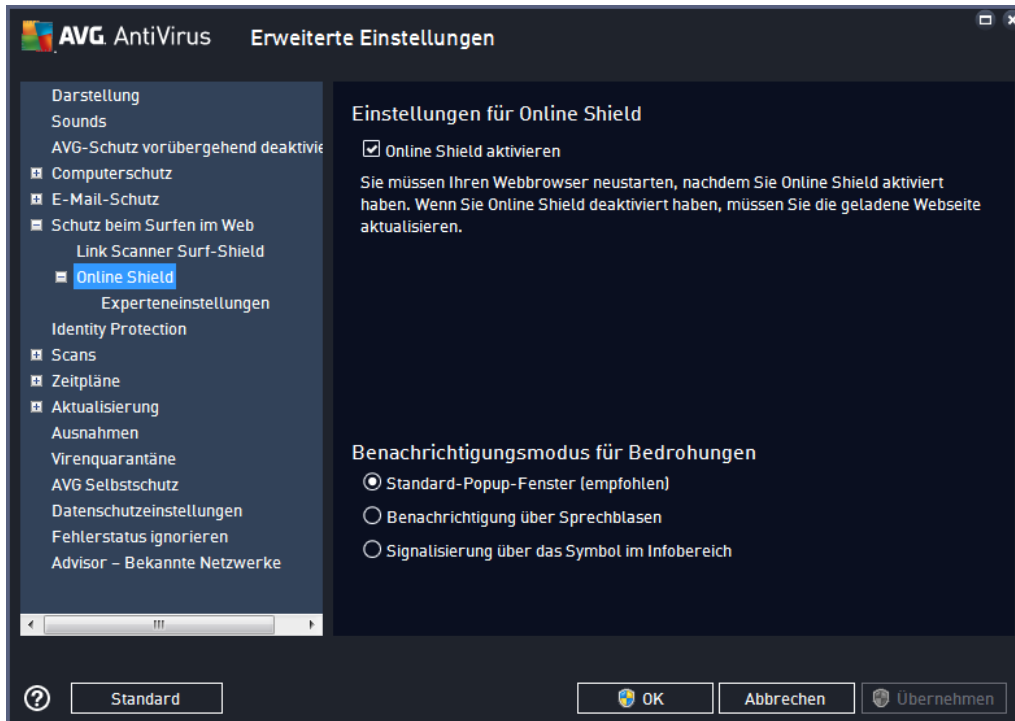 AVG. AntiVirus Erweiterte Einstellungen
Darstellung
Sounds
AVG-Schutz vorübergehend deaktivie
Computerschutz
E-Mail-Schutz
Schutz beim Surfen im Web
Link Scanner Surf-Shield
Online Shield
Experteneinstellungen
Identity Protection
Scans
Zeitpläne
Aktualisierung
Ausnahmen
Virenquarantäne
AVG Selbstschutz
Datenschutzeinstellungen
Fehlerstatus ignorieren
Advisor – Bekannte Netzwerke
Einstellungen für Online Shield
Online Shield aktivieren
Sie müssen Ihren Webbrowser neustarten, nachdem Sie Online Shield aktiviert
haben. Wenn Sie Online Shield deaktiviert haben, müssen Sie die geladene Webseite
aktualisieren.
Benachrichtigungsmodus für Bedrohungen
Standard-Popup-Fenster (empfohlen)
Benachrichtigung über Sprechblasen
Signalisierung über das Symbol im Infobereich
? Standard OK Abbrechen Übernehmen